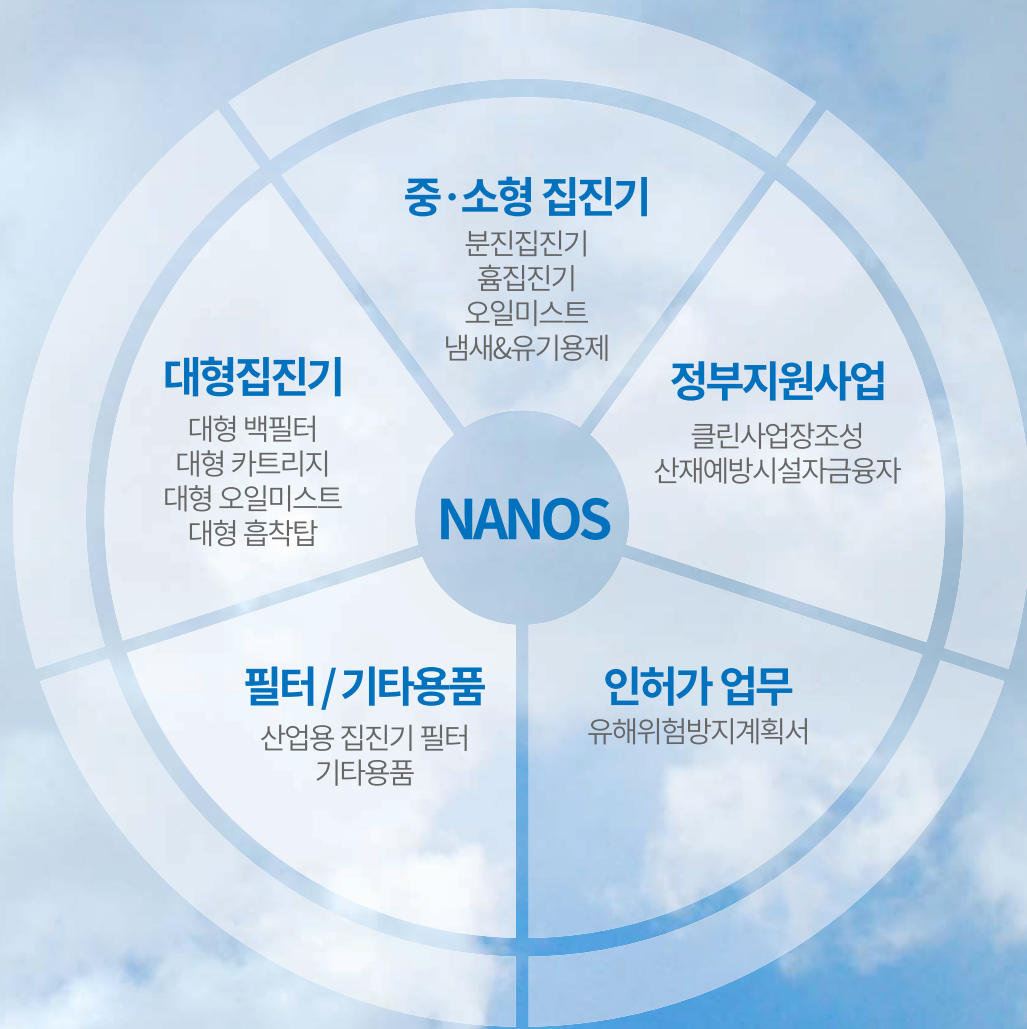 중·소형 집진기
분진집진기
흄집진기
오일미스트
냄새&유기용제
대형집진기
대형 백필터
대형 카트리지
대형 오일미스트
대형 흡착탑
정부지원사업
클린사업장조성
산재예방시설자금융자
NANOS
필터 / 기타용품
산업용 집진기 필터
기타용품
인허가 업무
유해위험방지계획서